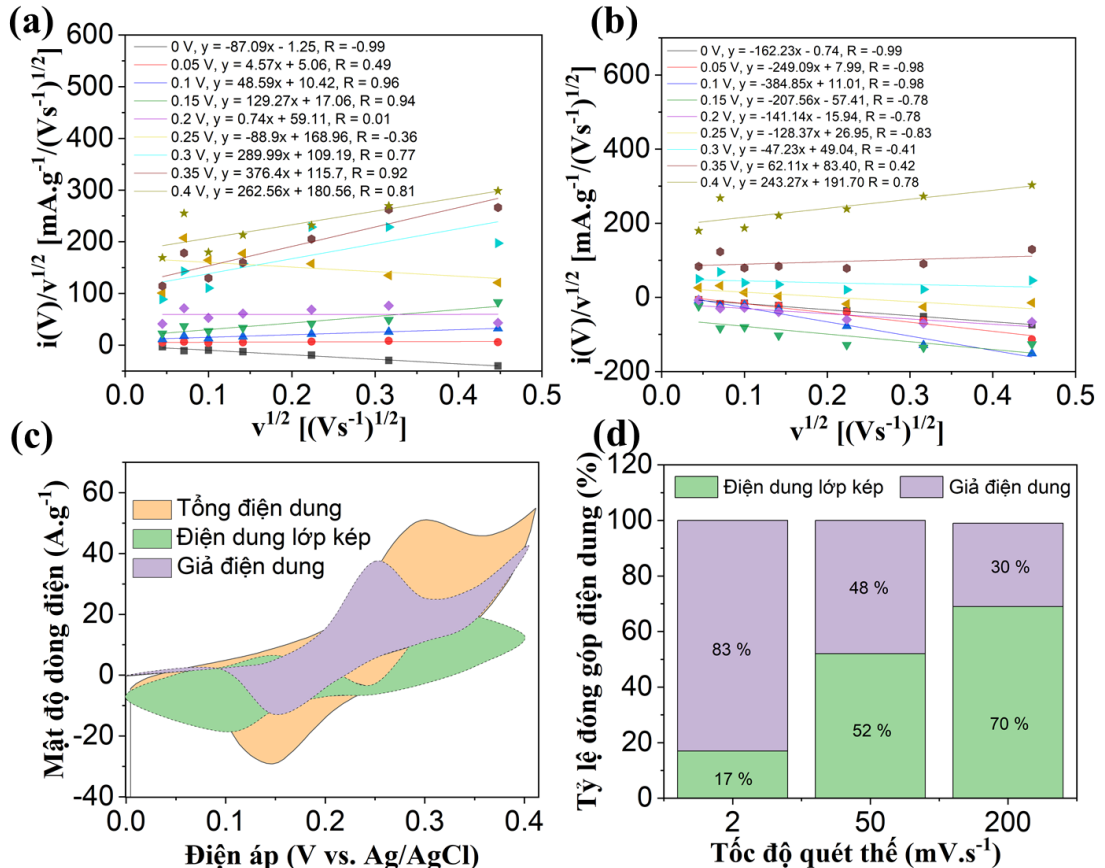 (a)
600
500
400
300
200
100
0
0 V, y = -87.09x - 1.25, R = -0.99
0.05 V, y = 4.57x + 5.06, R = 0.49
0.1 V, y = 48.59x + 10.42, R = 0.96
0.15 V, y = 129.27x + 17.06, R = 0.94
0.2 V, y = 0.74x + 59.11, R = 0.01
0.25 V, y = -88.9x + 168.96, R = -0.36
0.3 V, y = 289.99x + 109.19, R = 0.77
0.35 V, y = 376.4x + 115.7, R = 0.92
0.4 V, y = 262.56x + 180.56, R = 0.81
i(V)/v^1/2 [mA.g^-1/(Vs^-1)^1/2]
0.0 0.1 0.2 0.3 0.4 0.5
v^1/2 [(Vs^-1)^1/2]
(b)
600
400
200
0
-200
0 V, y = -162.23x - 0.74, R = -0.99
0.05 V, y = -249.09x + 7.99, R = -0.98
0.1 V, y = -384.85x + 11.01, R = -0.98
0.15 V, y = -207.56x - 57.41, R = -0.78
0.2 V, y = -141.14x - 15.94, R = -0.78
0.25 V, y = -128.37x + 26.95, R = -0.83
0.3 V, y = -47.23x + 49.04, R = -0.41
0.35 V, y = 62.11x + 83.40, R = 0.42
0.4 V, y = 243.27x + 191.70, R = 0.78
i(V)/v^1/2 [mA.g^-1/(Vs^-1)^1/2]
0.0 0.1 0.2 0.3 0.4 0.5
v^1/2 [(Vs^-1)^1/2]
(c)
60
40
20
0
-20
-40
Tổng điện dung
Điện dung lớp kép
Giả điện dung
Mật độ dòng điện (A.g^-1)
0.0 0.1 0.2 0.3 0.4
Điện áp (V vs. Ag/AgCl)
(d)
120
100
80
60
40
20
0
Điện dung lớp kép
Giả điện dung
83 %
17 %
48 %
52 %
30 %
70 %
Tỷ lệ đóng góp điện dung (%)
2 50 200
Tốc độ quét thế (mV.s^-1)